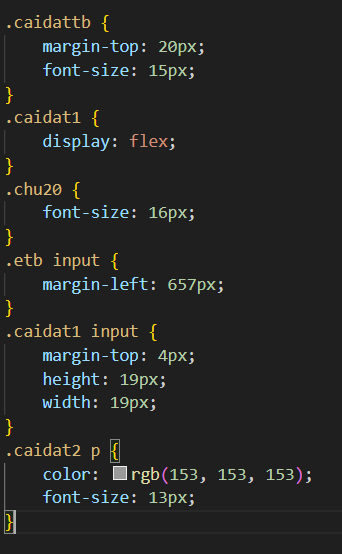 .caidattb {
    margin-top: 20px;
    font-size: 15px;
}
.caidat1 {
    display: flex;
}
.chu20 {
    font-size: 16px;
}
.etb input {
    margin-left: 657px;
}
.caidat1 input {
    margin-top: 4px;
    height: 19px;
    width: 19px;
}
.caidat2 p {
    color: rgb(153, 153, 153);
    font-size: 13px;
}